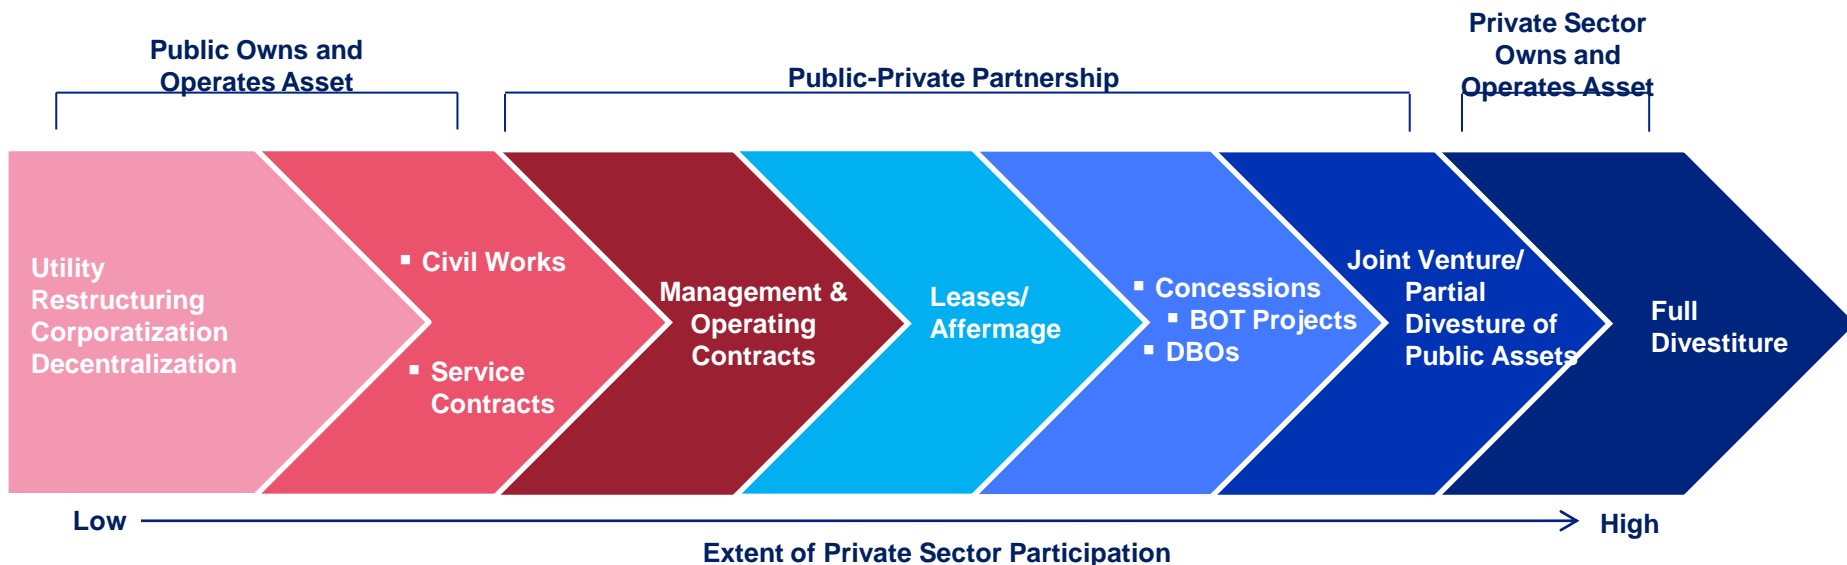 Public Owns and
Operates Asset
Public-Private Partnership
Private Sector
Owns and
Operates Asset
Utility
Restructuring
Corporatization
Decentralization
▪ Civil Works
▪ Service
Contracts
Management &
Operating
Contracts
Leases/
Affermage
▪ Concessions
▪ BOT Projects
▪ DBOs
Joint Venture/
Partial
Divesture of
Public Assets
Full
Divestiture
Low
High
Extent of Private Sector Participation